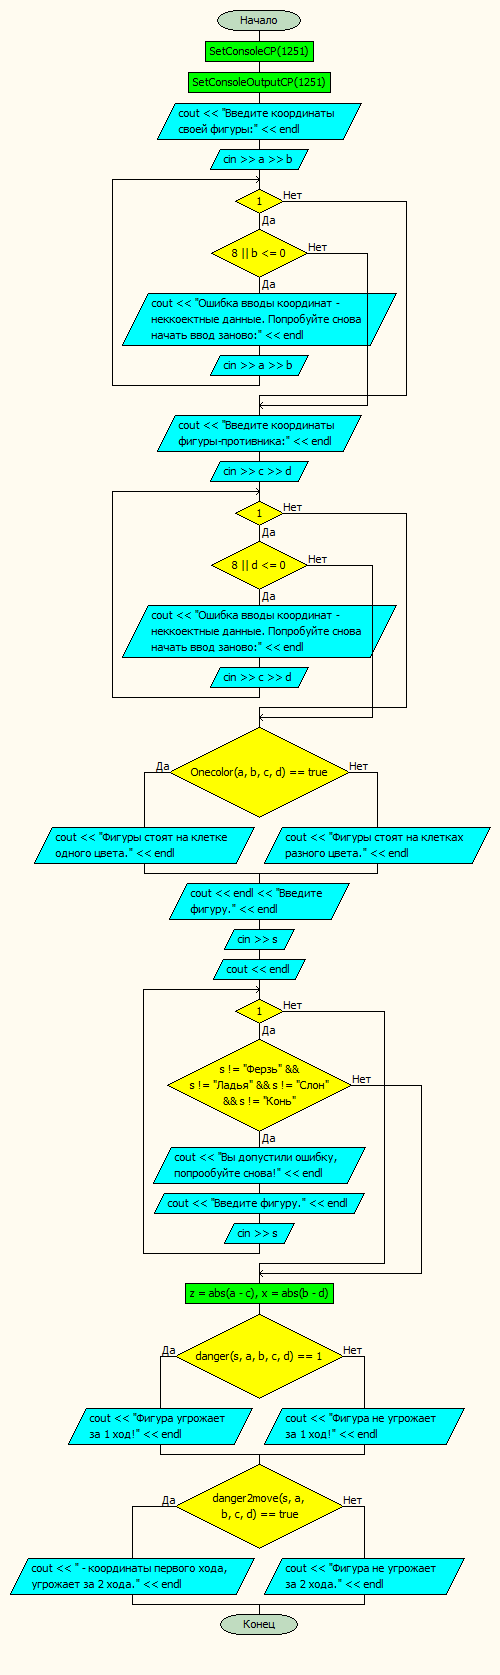 Начало
SetConsoleCP(1251)
SetConsoleOutputCP(1251)
cout << "Введите координаты
своей фигуры:" << endl
cin >> a >> b
1
Нет
Да
8 || b <= 0
Нет
Да
cout << "Ошибка вводы координат -
неккоектные данные. Попробуйте снова
начать ввод заново:" << endl
cin >> a >> b
cout << "Введите координаты
фигуры-противника:" << endl
cin >> c >> d
1
Нет
Да
8 || d <= 0
Нет
Да
cout << "Ошибка вводы координат -
неккоектные данные. Попробуйте снова
начать ввод заново:" << endl
cin >> c >> d
Да
Onecolor(a, b, c, d) == true
Нет
cout << "Фигуры стоят на клетке
одного цвета." << endl
cout << "Фигуры стоят на клетках
разного цвета." << endl
cout << endl << "Введите
фигуру." << endl
cin >> s
cout << endl
1
Нет
Да
s != "Ферзь" &&
s != "Ладья" && s != "Слон"
&& s != "Конь"
Нет
Да
cout << "Вы допустили ошибку,
попрообуйте снова!" << endl
cout << "Введите фигуру." << endl
cin >> s
z = abs(a - c), x = abs(b - d)
Да
danger(s, a, b, c, d) == 1
Нет
cout << "Фигура угрожает
за 1 ход!" << endl
cout << "Фигура не угрожает
за 1 ход!" << endl
Да
danger2move(s, a,
b, c, d) == true
Нет
cout << " - координаты первого хода,
угрожает за 2 хода." << endl
cout << "Фигура не угрожает
за 2 хода." << endl
Конец